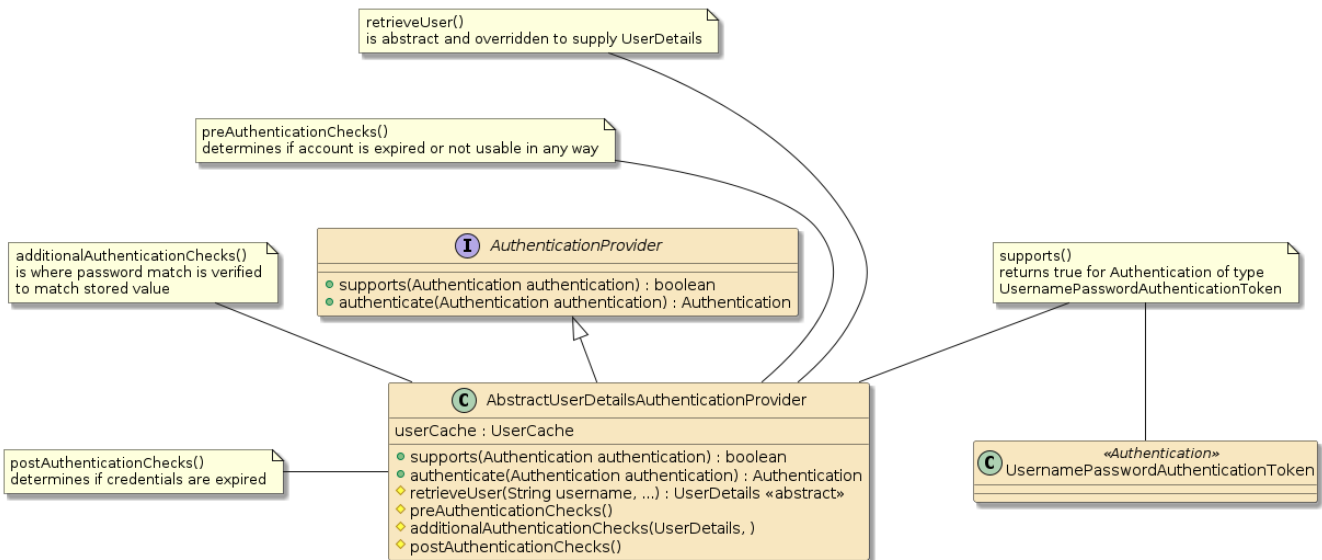 retrieveUser()
is abstract and overridden to supply UserDetails
preAuthenticationChecks()
determines if account is expired or not usable in any way
additionalAuthenticationChecks()
is where password match is verified
to match stored value
I AuthenticationProvider
supports(Authentication authentication) : boolean
authenticate(Authentication authentication) : Authentication
supports()
returns true for Authentication of type
UsernamePasswordAuthenticationToken
C AbstractUserDetailsAuthenticationProvider
userCache : UserCache
supports(Authentication authentication) : boolean
authenticate(Authentication authentication) : Authentication
retrieveUser(String username, ...) : UserDetails «abstract»
preAuthenticationChecks()
additionalAuthenticationChecks(UserDetails, )
postAuthenticationChecks()
postAuthenticationChecks()
determines if credentials are expired
«Authentication»
C UsernamePasswordAuthenticationToken